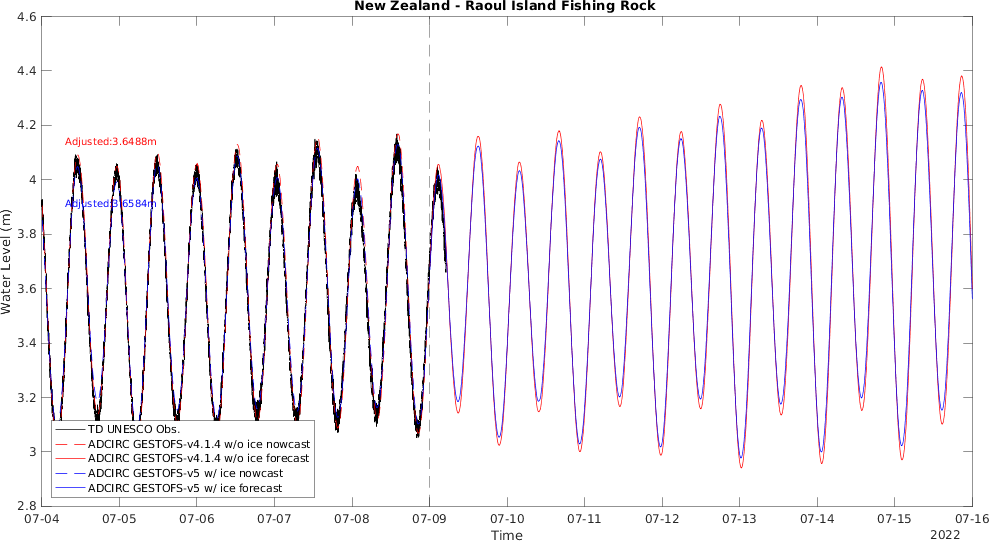 New Zealand - Raoul Island Fishing Rock
4.6
4.4
4.2
4
3.8
3.6
3.4
3.2
3
2.8
Water Level (m)
Adjusted:3.6488m
Adjusted:3.6584m
TD UNESCO Obs.
ADCIRC GESTOFS-v4.1.4 w/o ice nowcast
ADCIRC GESTOFS-v4.1.4 w/o ice forecast
ADCIRC GESTOFS-v5 w/ ice nowcast
ADCIRC GESTOFS-v5 w/ ice forecast
07-04 07-05 07-06 07-07 07-08 07-09 07-10 07-11 07-12 07-13 07-14 07-15 07-16
Time
2022